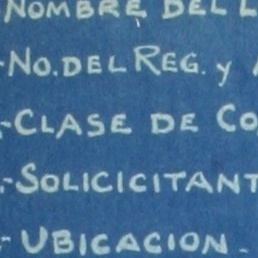 NOMBRE DEL L
-NO. DEL REG. y
.-CLASE DE CO
.-SOLICICITANT
.-UBICACION-